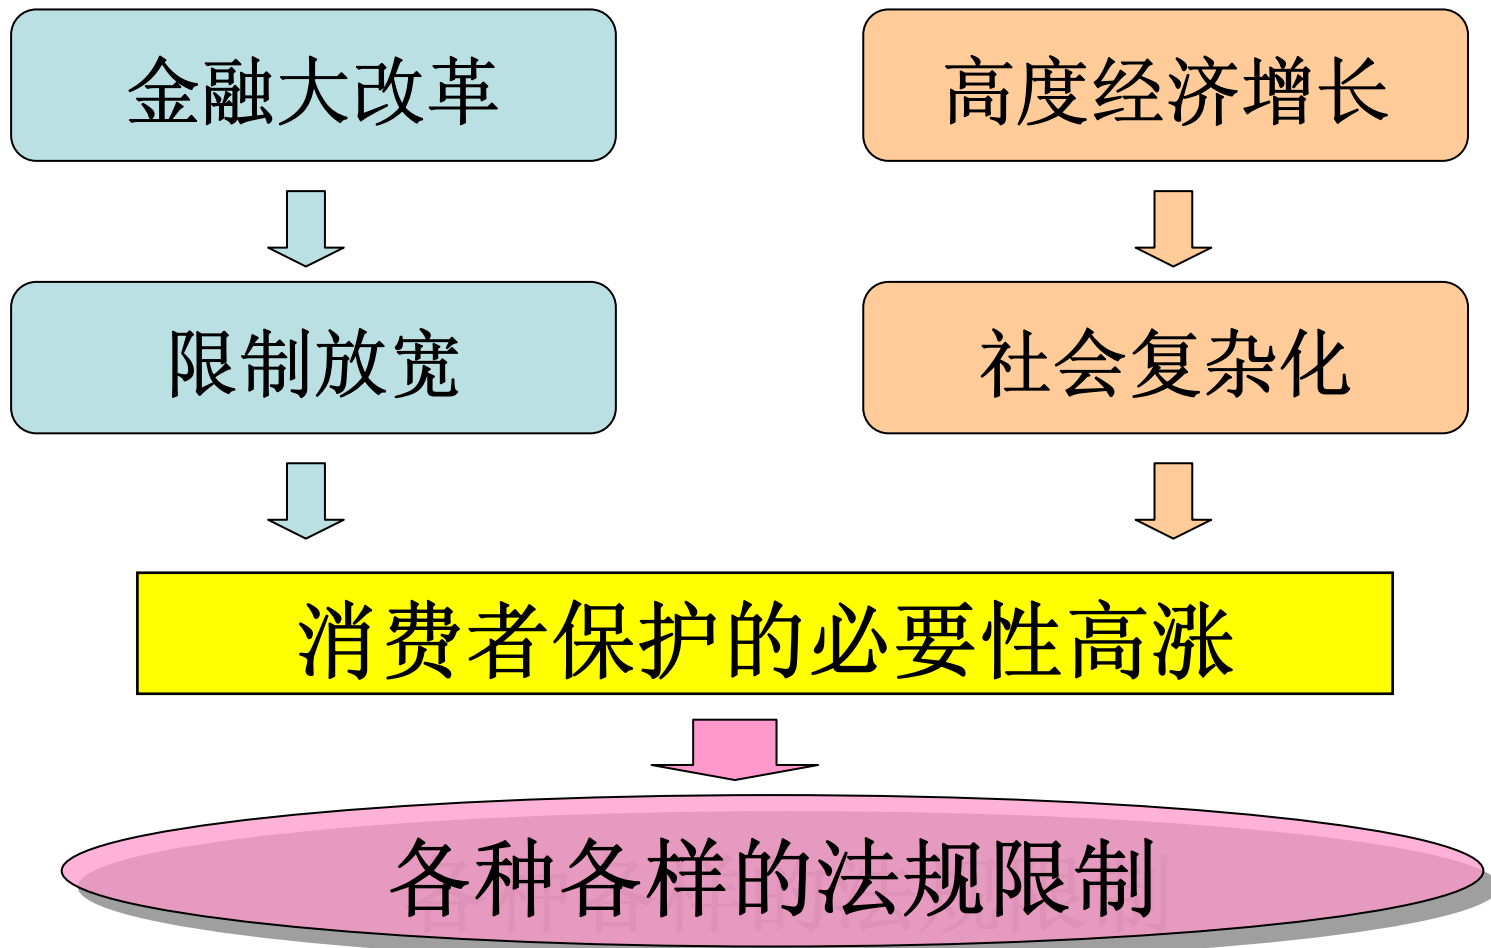 金融大改革
高度经济增长
限制放宽
社会复杂化
消费者保护的必要性高涨
各种各样的法规限制